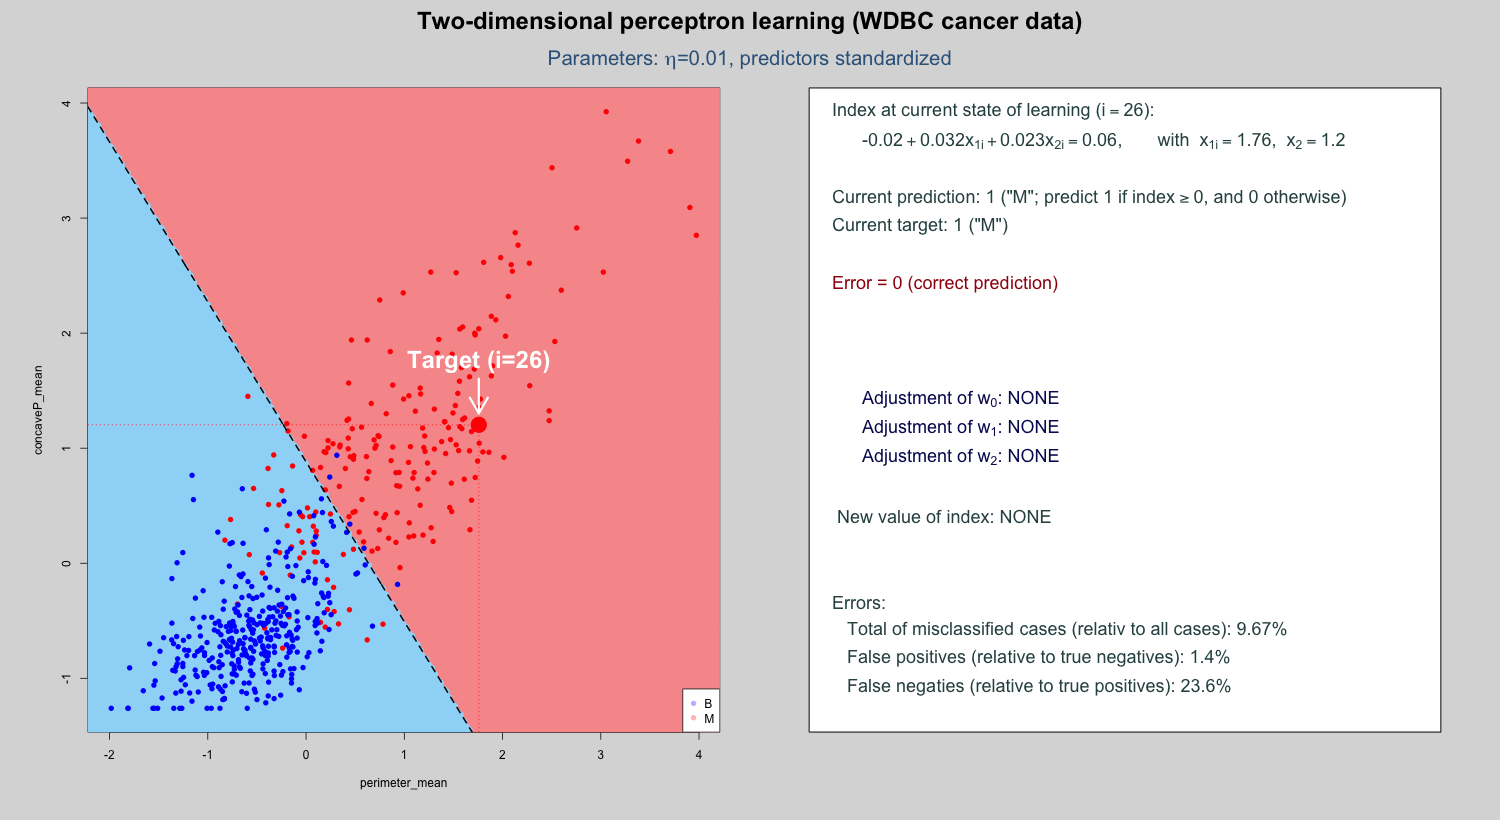 Two-dimensional perceptron learning (WDBC cancer data)
Parameters: η=0.01, predictors standardized
4
3
2
1
0
-1
concaveP_mean
Target (i=26)
B
M
-2 -1 0 1 2 3 4
perimeter_mean
Index at current state of learning (i = 26):
-0.02 + 0.032x1i + 0.023x2i = 0.06, with x1i = 1.76, x2 = 1.2
Current prediction: 1 ("M"; predict 1 if index ≥ 0, and 0 otherwise)
Current target: 1 ("M")
Error = 0 (correct prediction)
Adjustment of w0: NONE
Adjustment of w1: NONE
Adjustment of w2: NONE
New value of index: NONE
Errors:
Total of misclassified cases (relativ to all cases): 9.67%
False positives (relative to true negatives): 1.4%
False negaties (relative to true positives): 23.6%